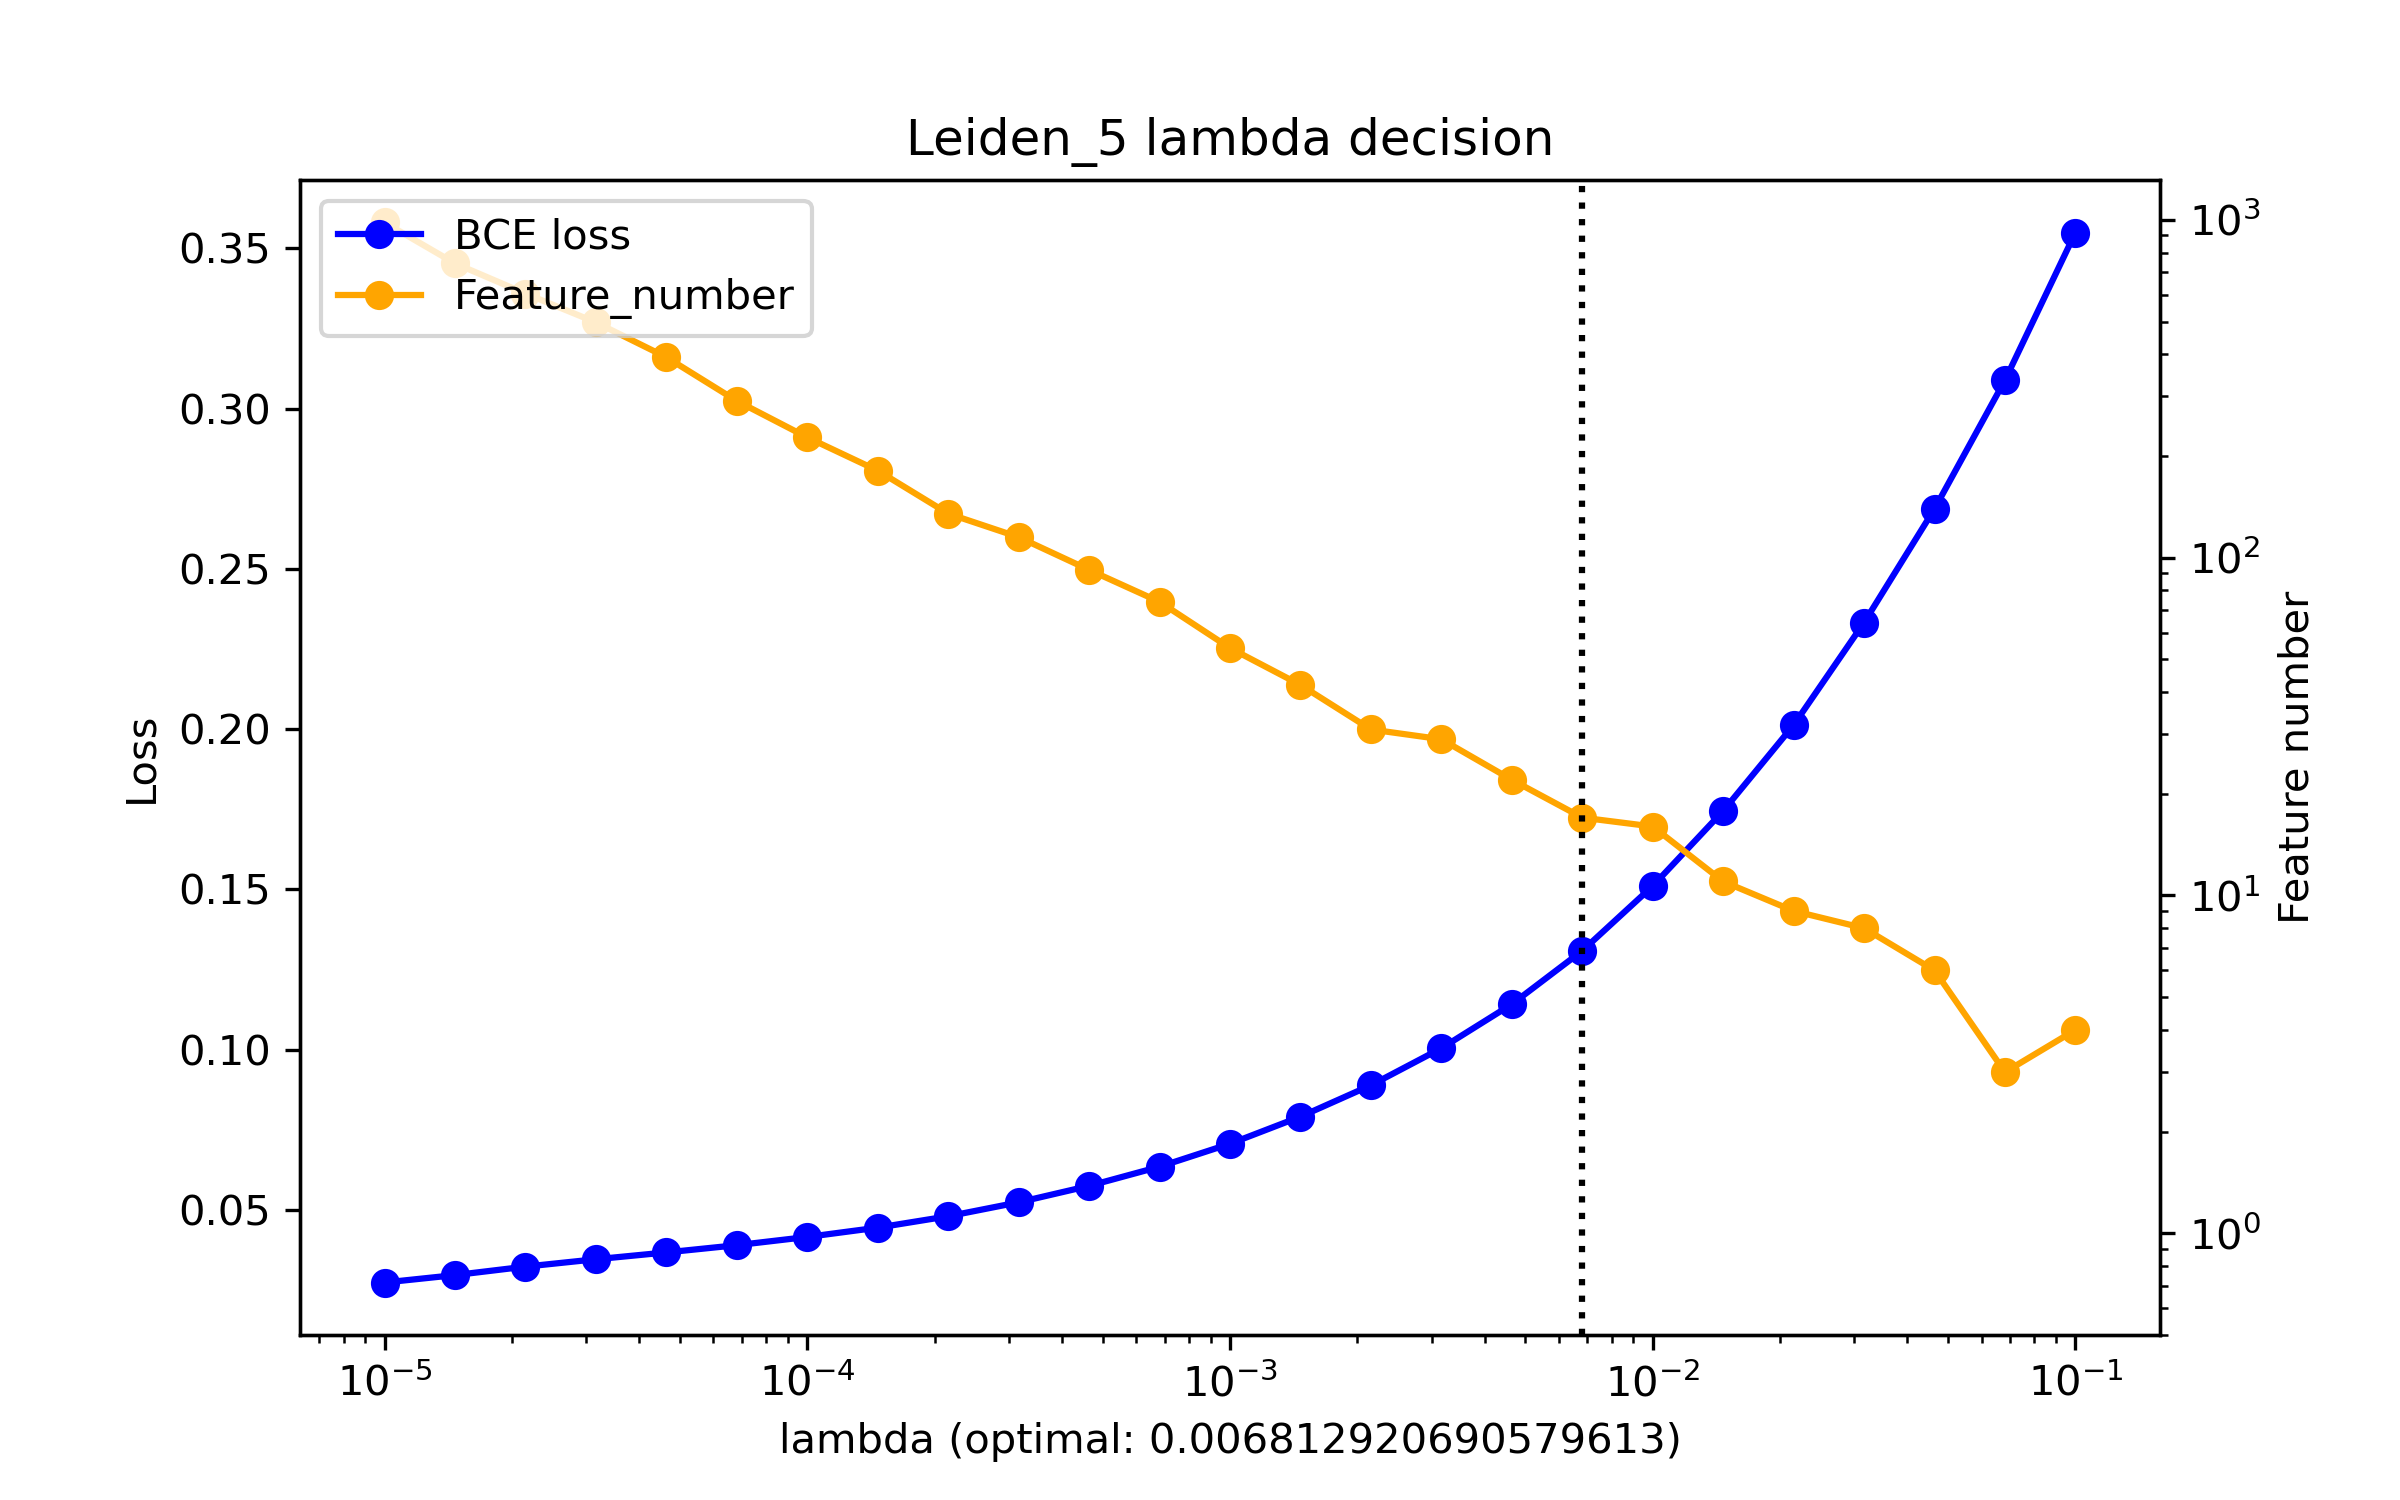 Leiden_5 lambda decision
BCE loss
Feature_number
Loss
0.35
0.30
0.25
0.20
0.15
0.10
0.05
10³
10²
10¹
10⁰
Feature number
10⁻⁵ 10⁻⁴ 10⁻³ 10⁻² 10⁻¹
lambda (optimal: 0.006812920690579613)